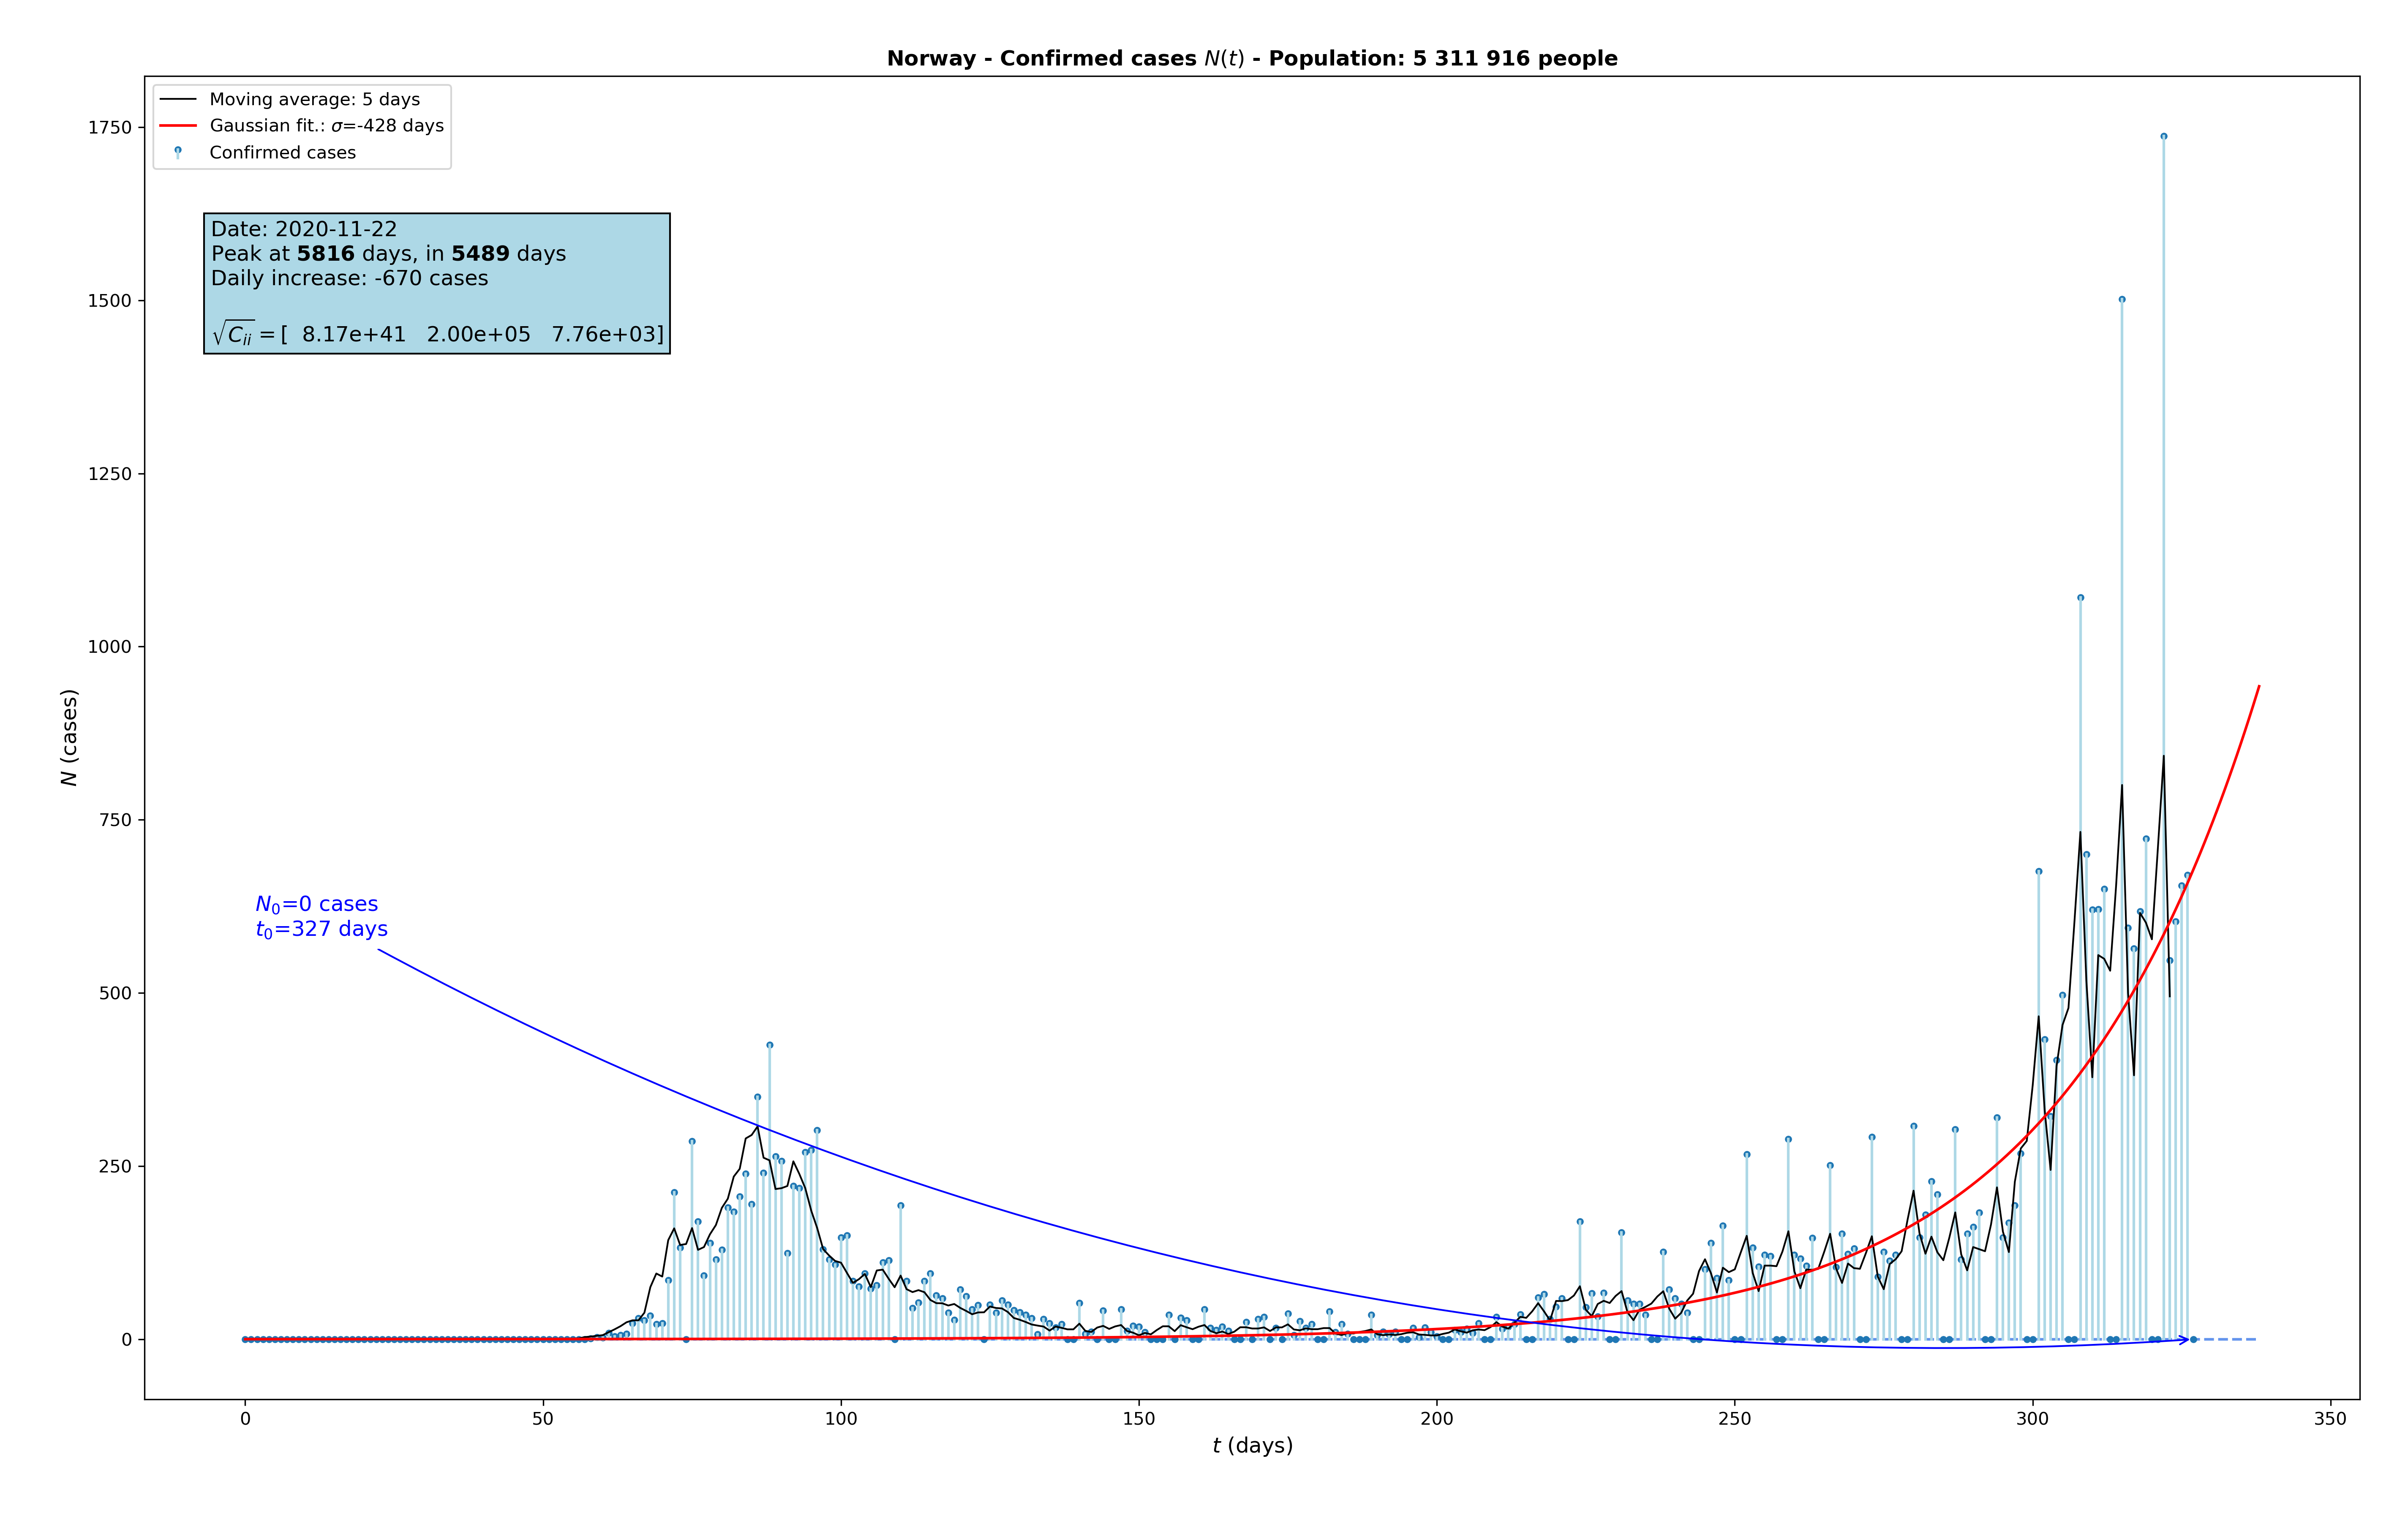 Norway - Confirmed cases N(t) - Population: 5 311 916 people
Moving average: 5 days
Gaussian fit.: σ=-428 days
Confirmed cases
Date: 2020-11-22
Peak at 5816 days, in 5489 days
Daily increase: -670 cases
√Cᵢᵢ = [ 8.17e+41 2.00e+05 7.76e+03]
N₀=0 cases
t₀=327 days
N (cases)
1750
1500
1250
1000
750
500
250
0
0 50 100 150 200 250 300 350
t (days)